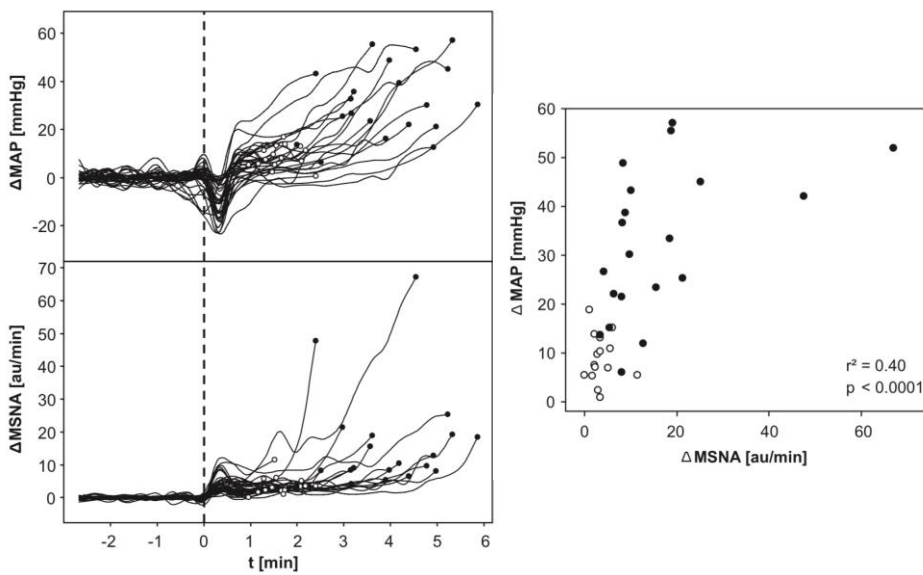 60
40
20
0
-20
ΔMAP [mmHg]
70
60
50
40
30
20
10
0
ΔMSNA [au/min]
-2 -1 0 1 2 3 4 5 6
t [min]
60
50
40
30
20
10
0
Δ MAP [mmHg]
r² = 0.40
p < 0.0001
0 20 40 60
Δ MSNA [au/min]